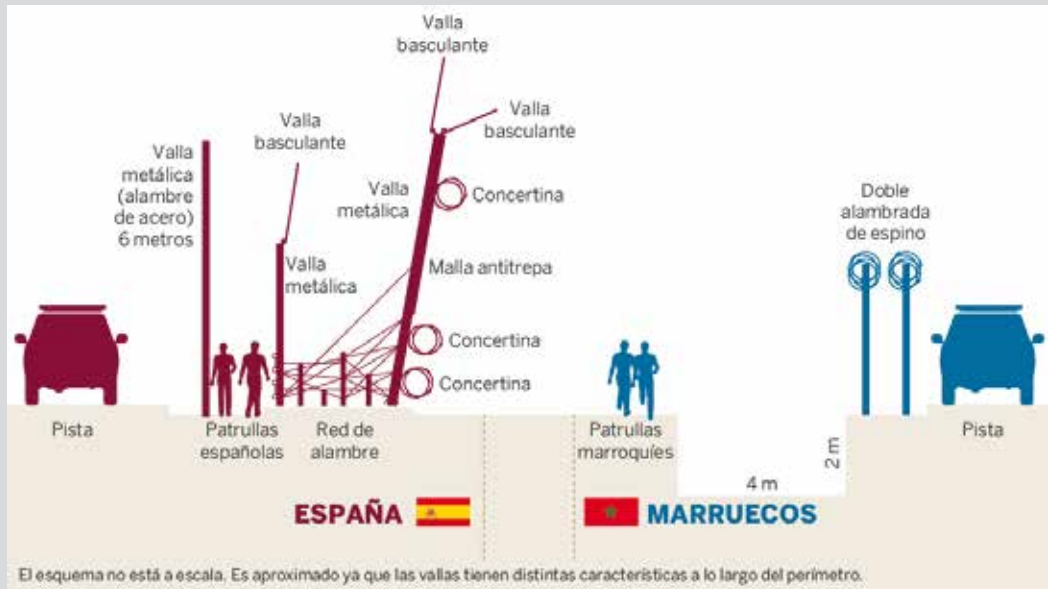 Valla
basculante
Valla
basculante
Valla
basculante
Valla
metálica
(alambre
de acero)
6 metros
Valla
metálica
Concertina
Doble
alambrada
de espino
Valla
metálica
Malla antitrepa
Concertina
Concertina
Pista
Patrullas
españolas
Red de
alambre
Patrullas
marroquíes
2 m
4 m
Pista
ESPAÑA
MARRUECOS
El esquema no está a escala. Es aproximado ya que las vallas tienen distintas características a lo largo del perímetro.